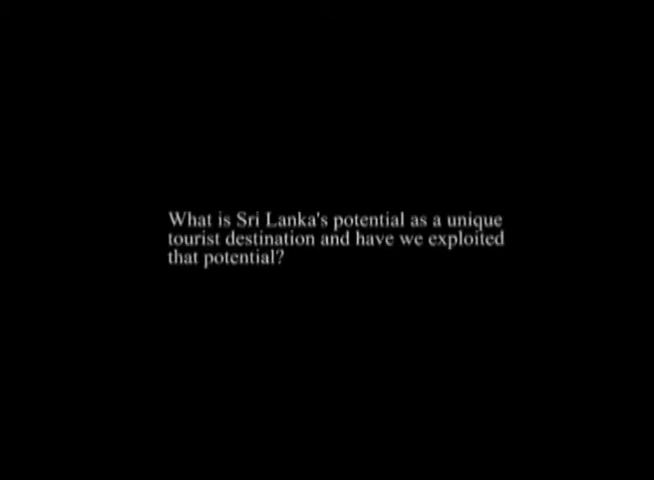 What is Sri Lanka's potential as a unique
tourist destination and have we exploited
that potential?